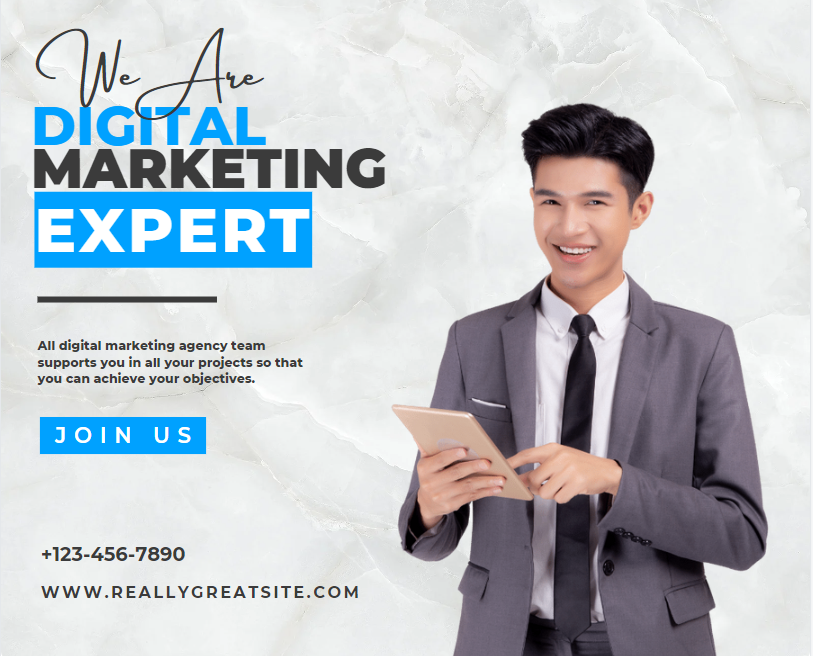 We Are
DIGITAL
MARKETING
EXPERT
All digital marketing agency team
supports you in all your projects so that
you can achieve your objectives.
JOIN US
+123-456-7890
WWW.REALLYGREATSITE.COM